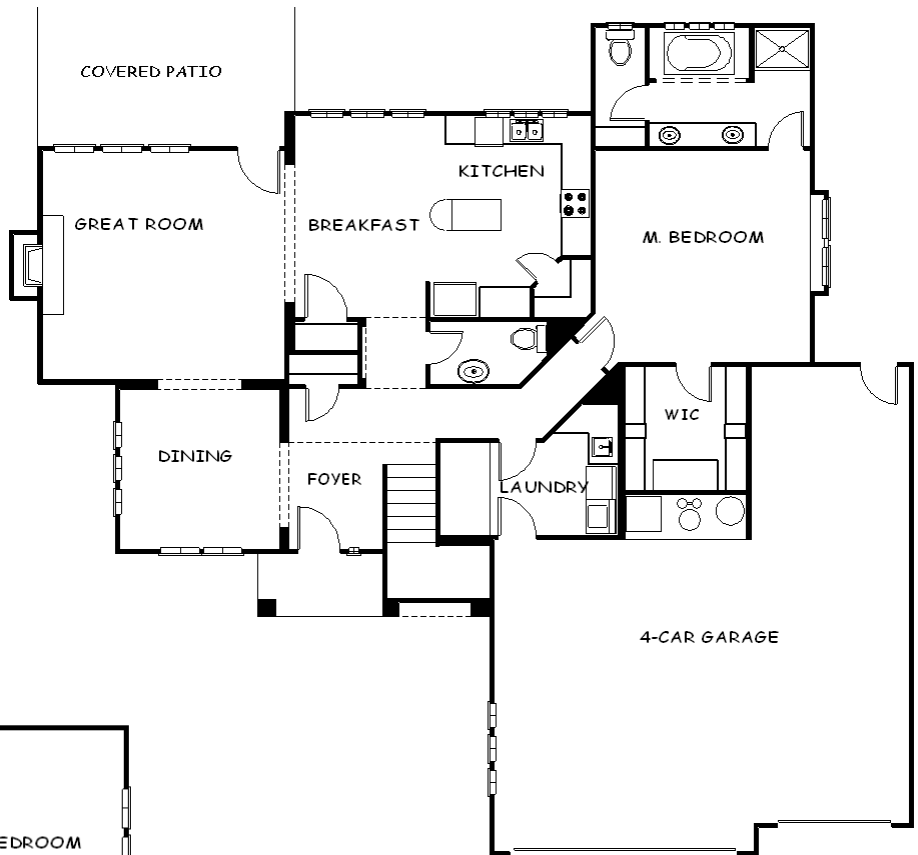 COVERED PATIO
KITCHEN
GREAT ROOM
BREAKFAST
M. BEDROOM
WIC
DINING
FOYER
LAUNDRY
4-CAR GARAGE
EDROOM